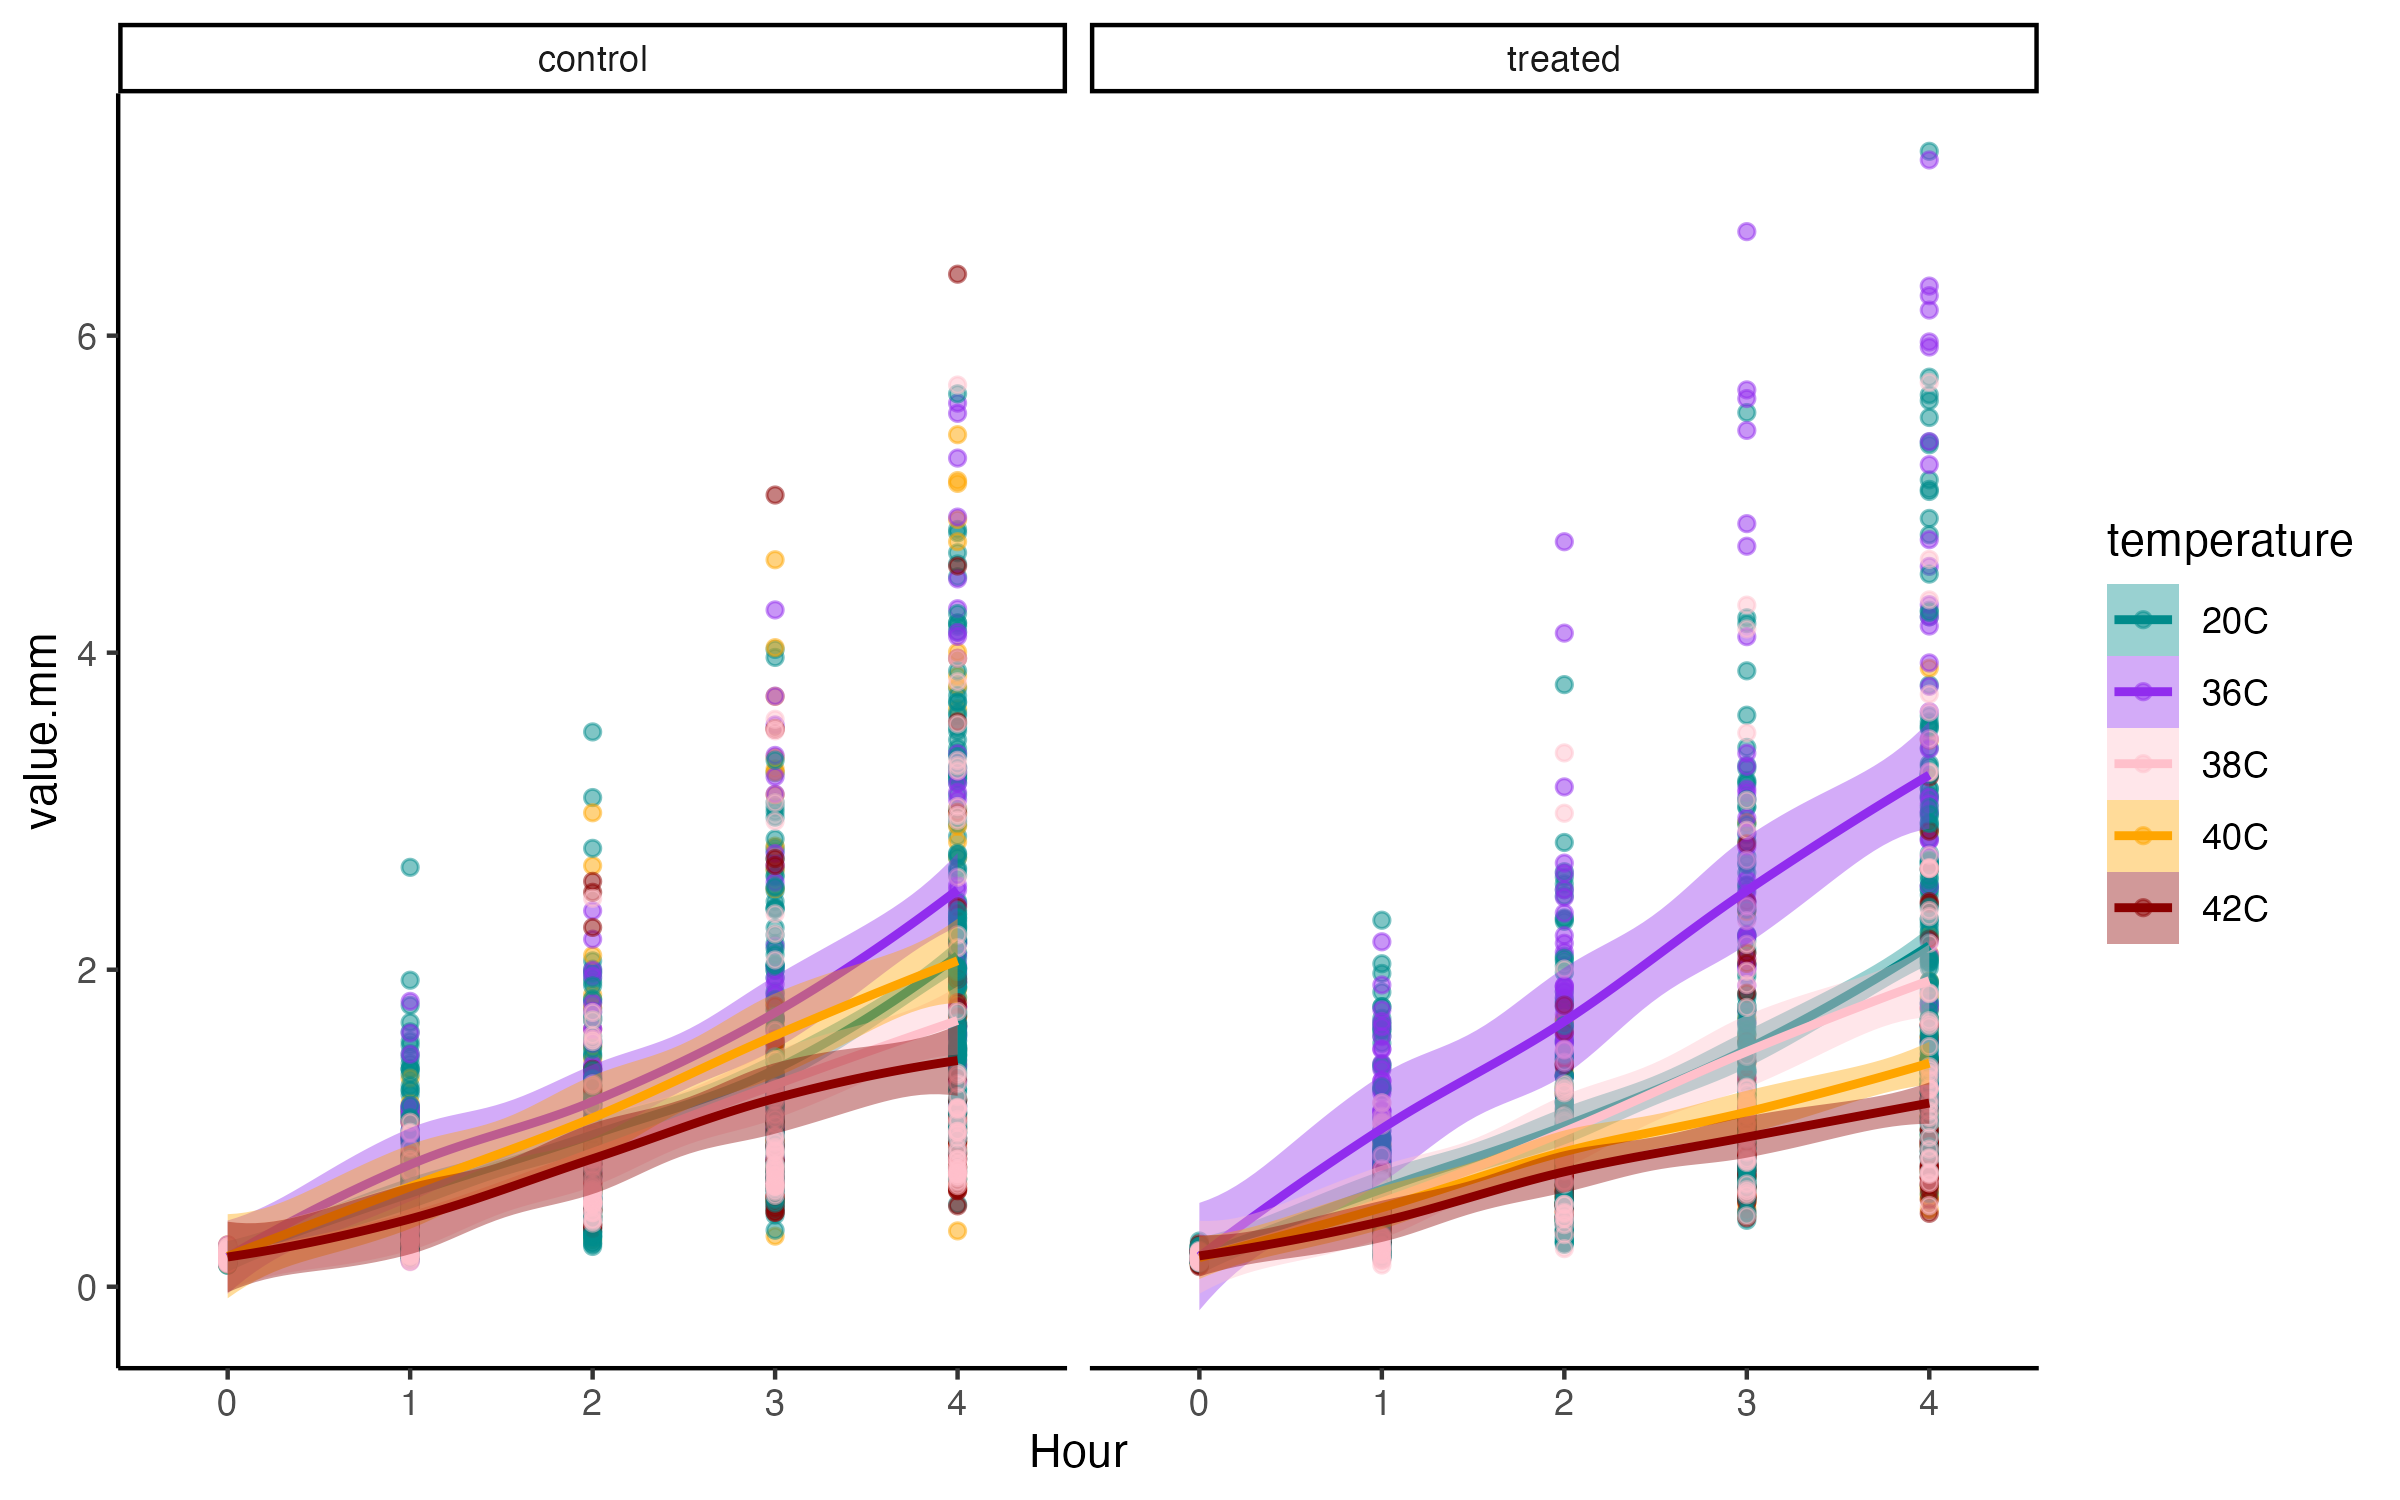 control
treated
value.mm
6
4
2
0
0 1 2 3 4
0 1 2 3 4
Hour
temperature
20C
36C
38C
40C
42C